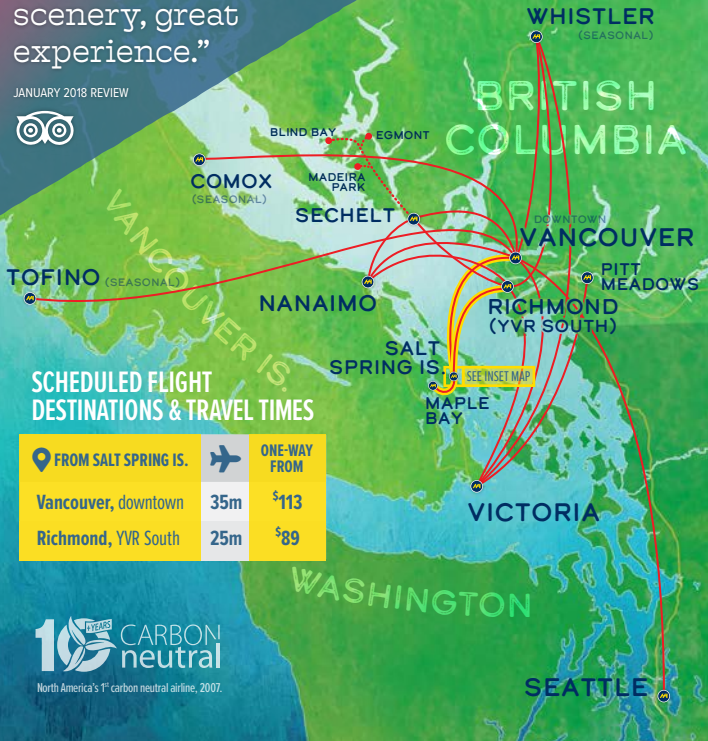 scenery, great
experience.”
JANUARY 2018 REVIEW
WHISTLER
(SEASONAL)
BRITISH
COLUMBIA
BLIND BAY
EGMONT
MADEIRA
PARK
COMOX
(SEASONAL)
SECHELT
DOWNTOWN
VANCOUVER
PITT
MEADOWS
TOFINO (SEASONAL)
NANAIMO
RICHMOND
(YVR SOUTH)
VANCOUVER IS.
SALT
SPRING IS.
SEE INSET MAP
MAPLE
BAY
SCHEDULED FLIGHT
DESTINATIONS & TRAVEL TIMES
FROM SALT SPRING IS.
ONE-WAY
FROM
Vancouver, downtown 35m $113
Richmond, YVR South 25m $89
VICTORIA
WASHINGTON
10 +YEARS CARBON
neutral
North America's 1st carbon neutral airline, 2007.
SEATTLE